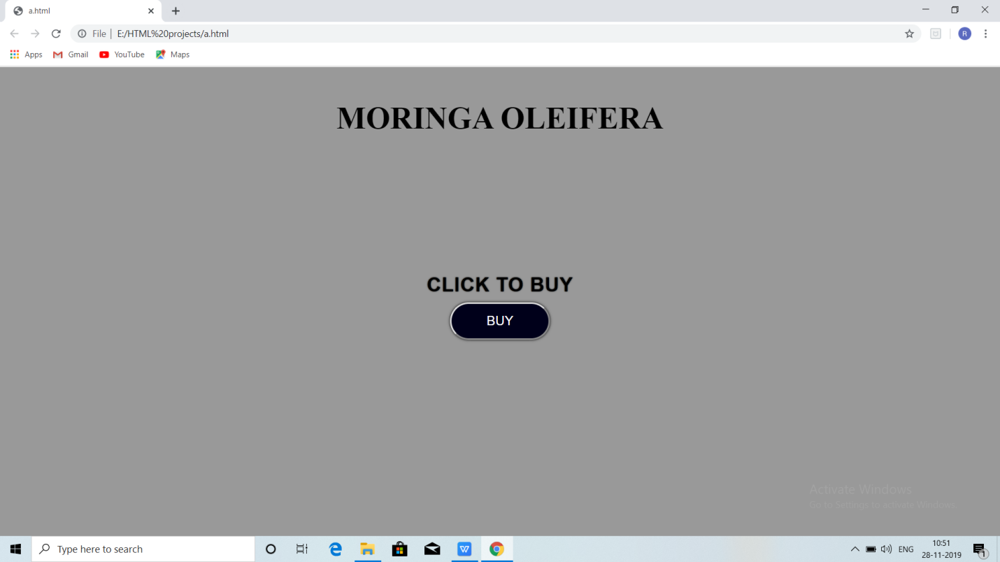 a.html
File | E:/HTML%20projects/a.html
R
Apps Gmail YouTube Maps
MORINGA OLEIFERA
CLICK TO BUY
BUY
Activate Windows
Go to Settings to activate Windows.
Type here to search
ENG
10:51
28-11-2019
1